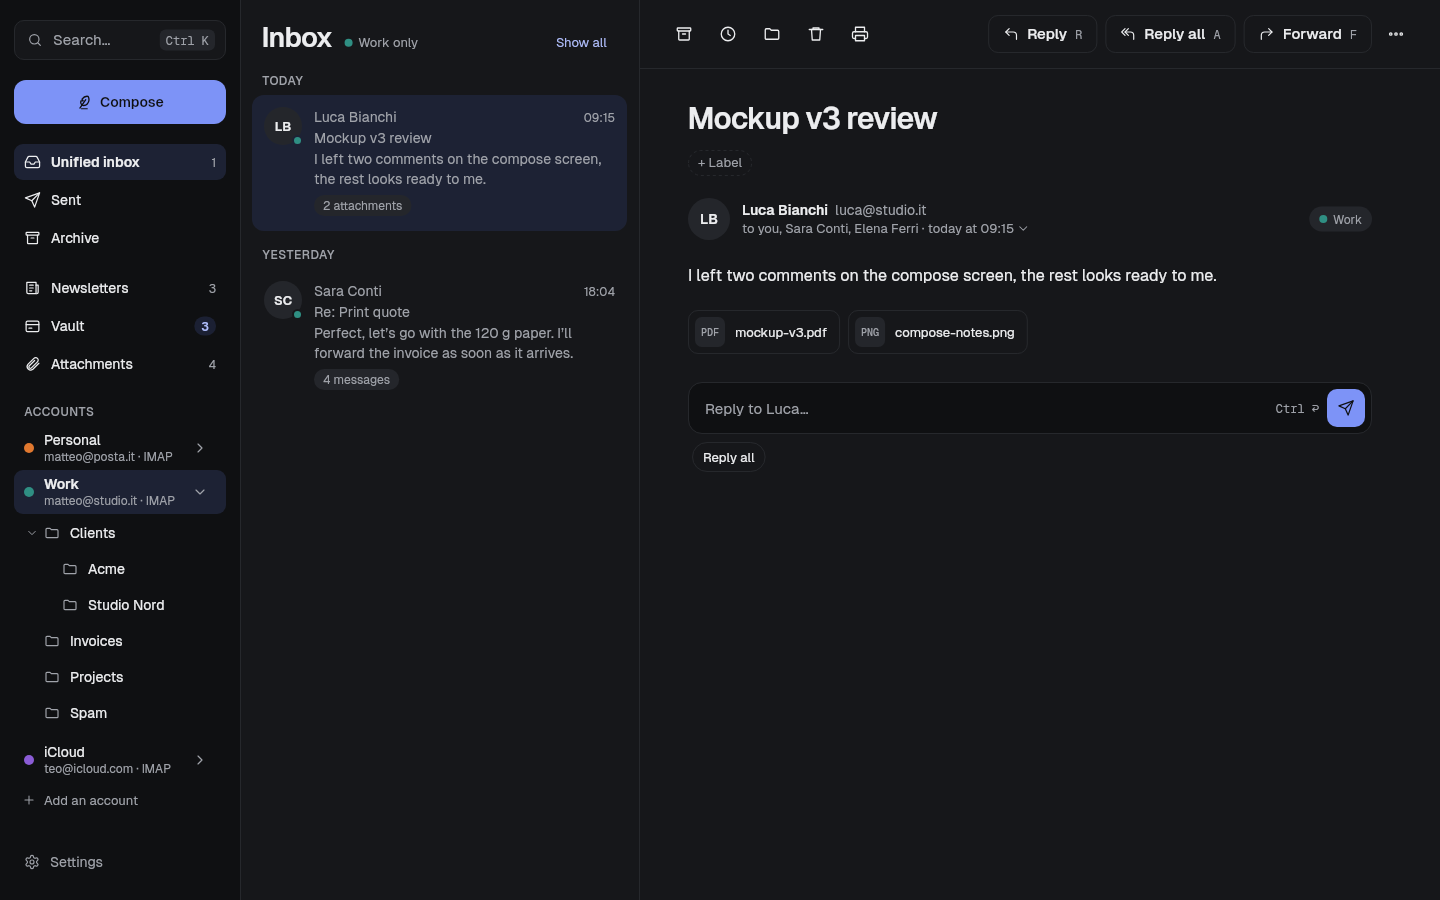 Search... Ctrl K
Compose
Unified inbox 1
Sent
Archive
Newsletters 3
Vault 3
Attachments 4
ACCOUNTS
Personal
matteo@posta.it · IMAP
Work
matteo@studio.it · IMAP
Clients
Acme
Studio Nord
Invoices
Projects
Spam
iCloud
teo@icloud.com · IMAP
+ Add an account
Settings
Inbox Work only Show all
TODAY
LB Luca Bianchi 09:15
Mockup v3 review
I left two comments on the compose screen,
the rest looks ready to me.
2 attachments
YESTERDAY
SC Sara Conti 18:04
Re: Print quote
Perfect, let's go with the 120 g paper. I'll
forward the invoice as soon as it arrives.
4 messages
Reply R Reply all A Forward F
Mockup v3 review
+ Label
LB Luca Bianchi luca@studio.it
to you, Sara Conti, Elena Ferri · today at 09:15
Work
I left two comments on the compose screen, the rest looks ready to me.
PDF mockup-v3.pdf PNG compose-notes.png
Reply to Luca... Ctrl ↵
Reply all